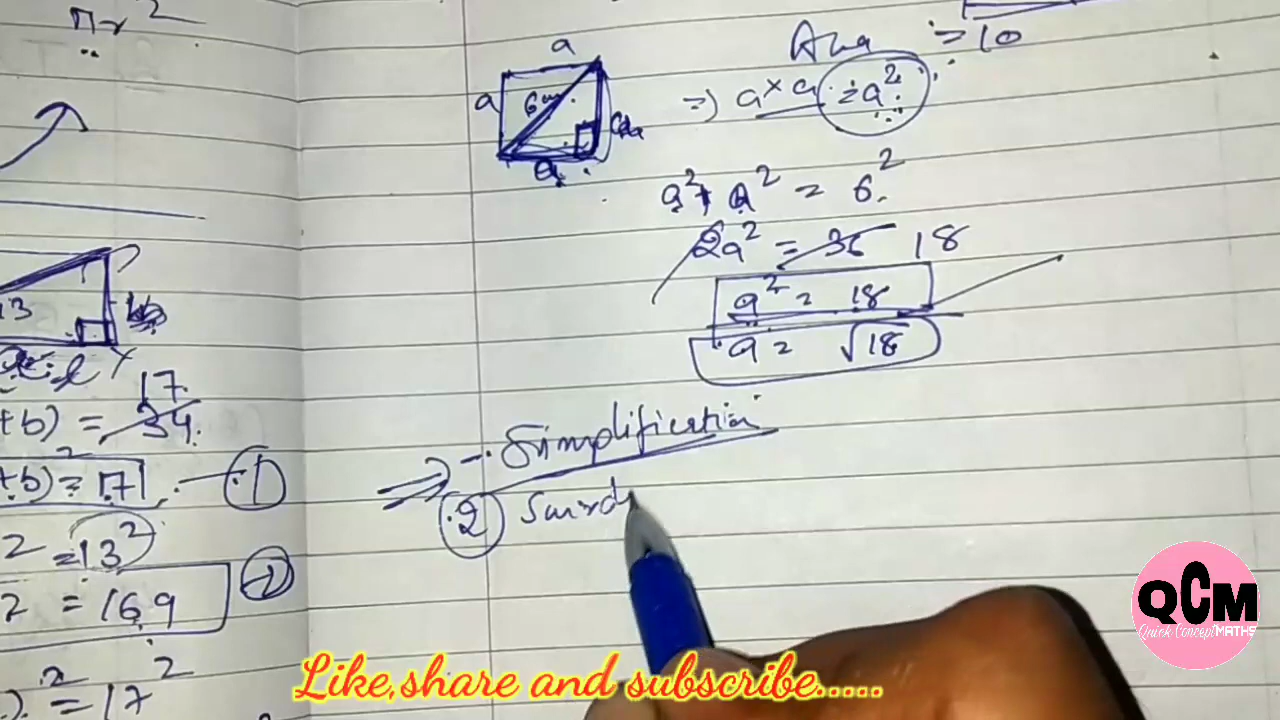 πr²
a
a
6cm
a
Area = 10
=) a × a = a²
a² + a² = 6²
2a² = 36 18
a² = 18
a = √18
13
17
+b) = 34
+b) = 17 — 1
2 = 13²
2 = 169 2
)² = 17²
⇒ Simplification
2 Surd
QCM
Quick Concept MATHS
Like,share and subscribe.....